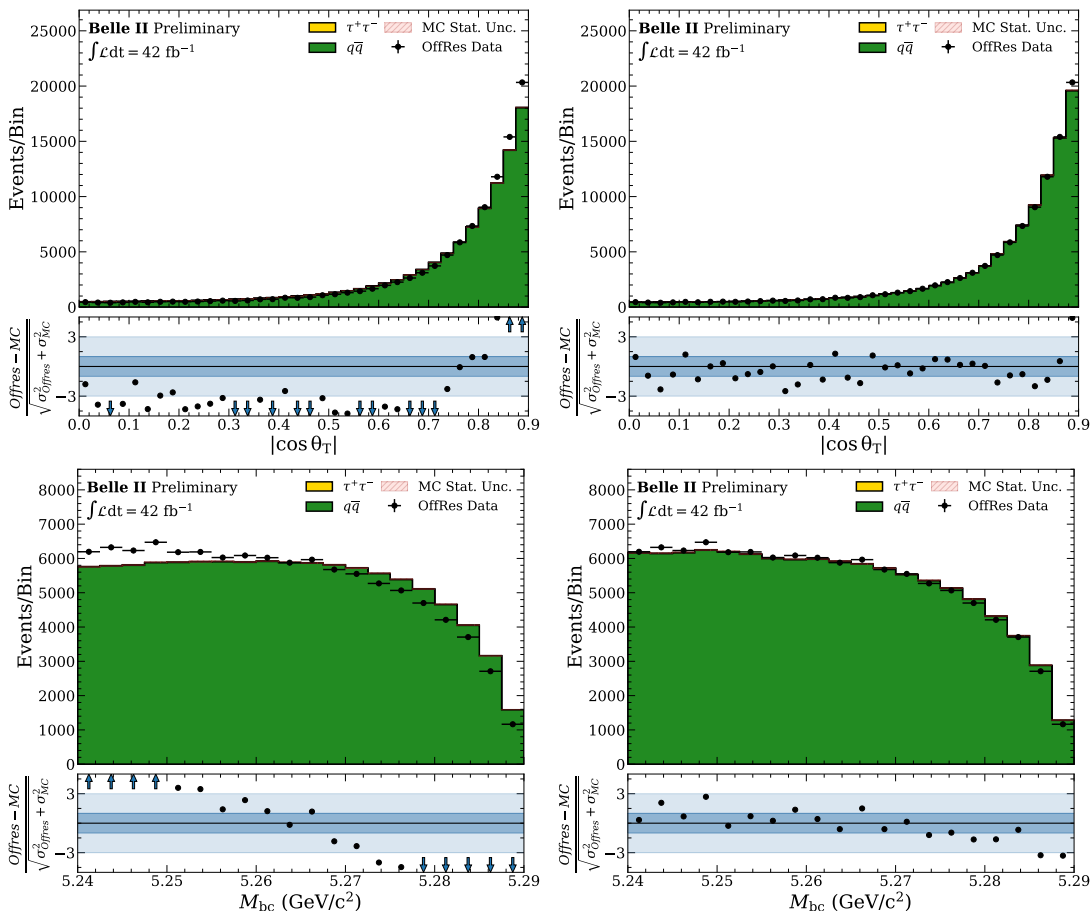 Belle II Preliminary
∫ℒdt = 42 fb⁻¹
τ⁺τ⁻
MC Stat. Unc.
qq̅
OffRes Data
Events/Bin
25000
20000
15000
10000
5000
0
Offres − MC
√σ²Offres + σ²MC
3
−3
0.0 0.1 0.2 0.3 0.4 0.5 0.6 0.7 0.8 0.9
|cos θT|
Belle II Preliminary
∫ℒdt = 42 fb⁻¹
τ⁺τ⁻
MC Stat. Unc.
qq̅
OffRes Data
Events/Bin
25000
20000
15000
10000
5000
0
Offres − MC
√σ²Offres + σ²MC
3
−3
0.0 0.1 0.2 0.3 0.4 0.5 0.6 0.7 0.8 0.9
|cos θT|
Belle II Preliminary
∫ℒdt = 42 fb⁻¹
τ⁺τ⁻
MC Stat. Unc.
qq̅
OffRes Data
Events/Bin
8000
7000
6000
5000
4000
3000
2000
1000
0
Offres − MC
√σ²Offres + σ²MC
3
−3
5.24 5.25 5.26 5.27 5.28 5.29
Mbc (GeV/c²)
Belle II Preliminary
∫ℒdt = 42 fb⁻¹
τ⁺τ⁻
MC Stat. Unc.
qq̅
OffRes Data
Events/Bin
8000
7000
6000
5000
4000
3000
2000
1000
0
Offres − MC
√σ²Offres + σ²MC
3
−3
5.24 5.25 5.26 5.27 5.28 5.29
Mbc (GeV/c²)